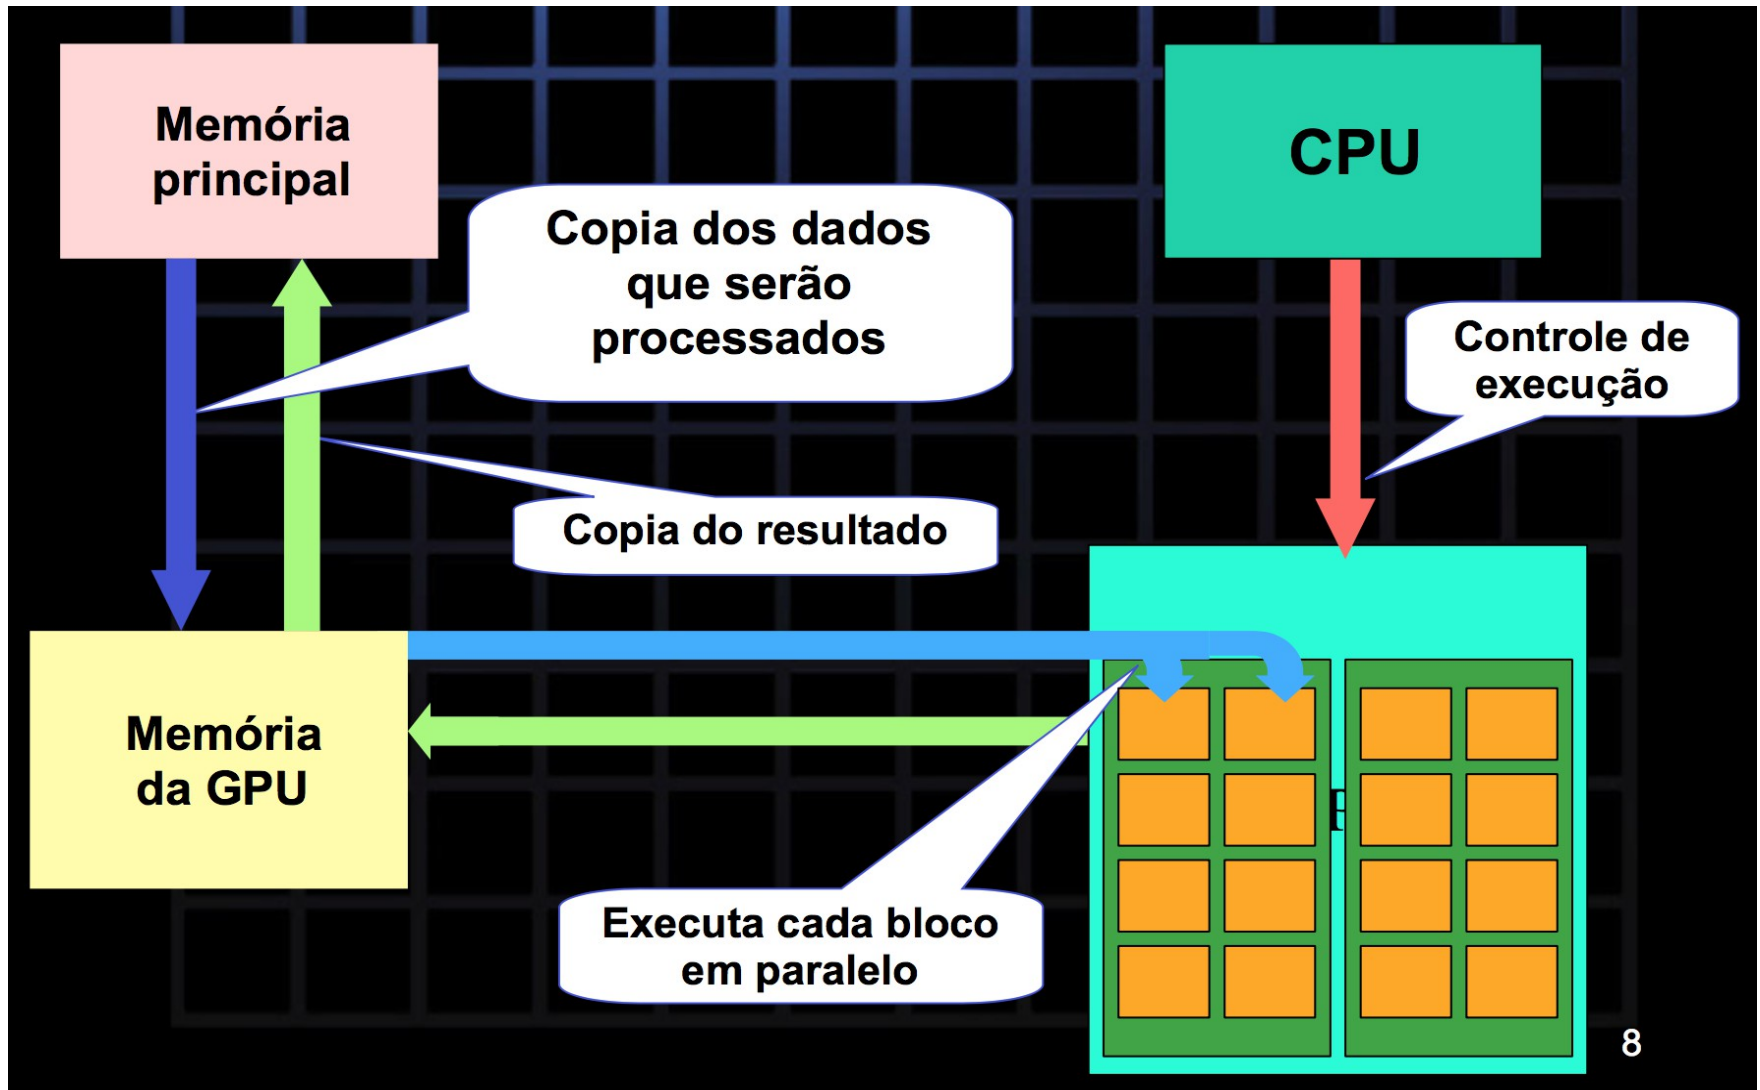 Memória
principal
CPU
Copia dos dados
que serão
processados
Controle de
execução
Copia do resultado
Memória
da GPU
Executa cada bloco
em paralelo
8